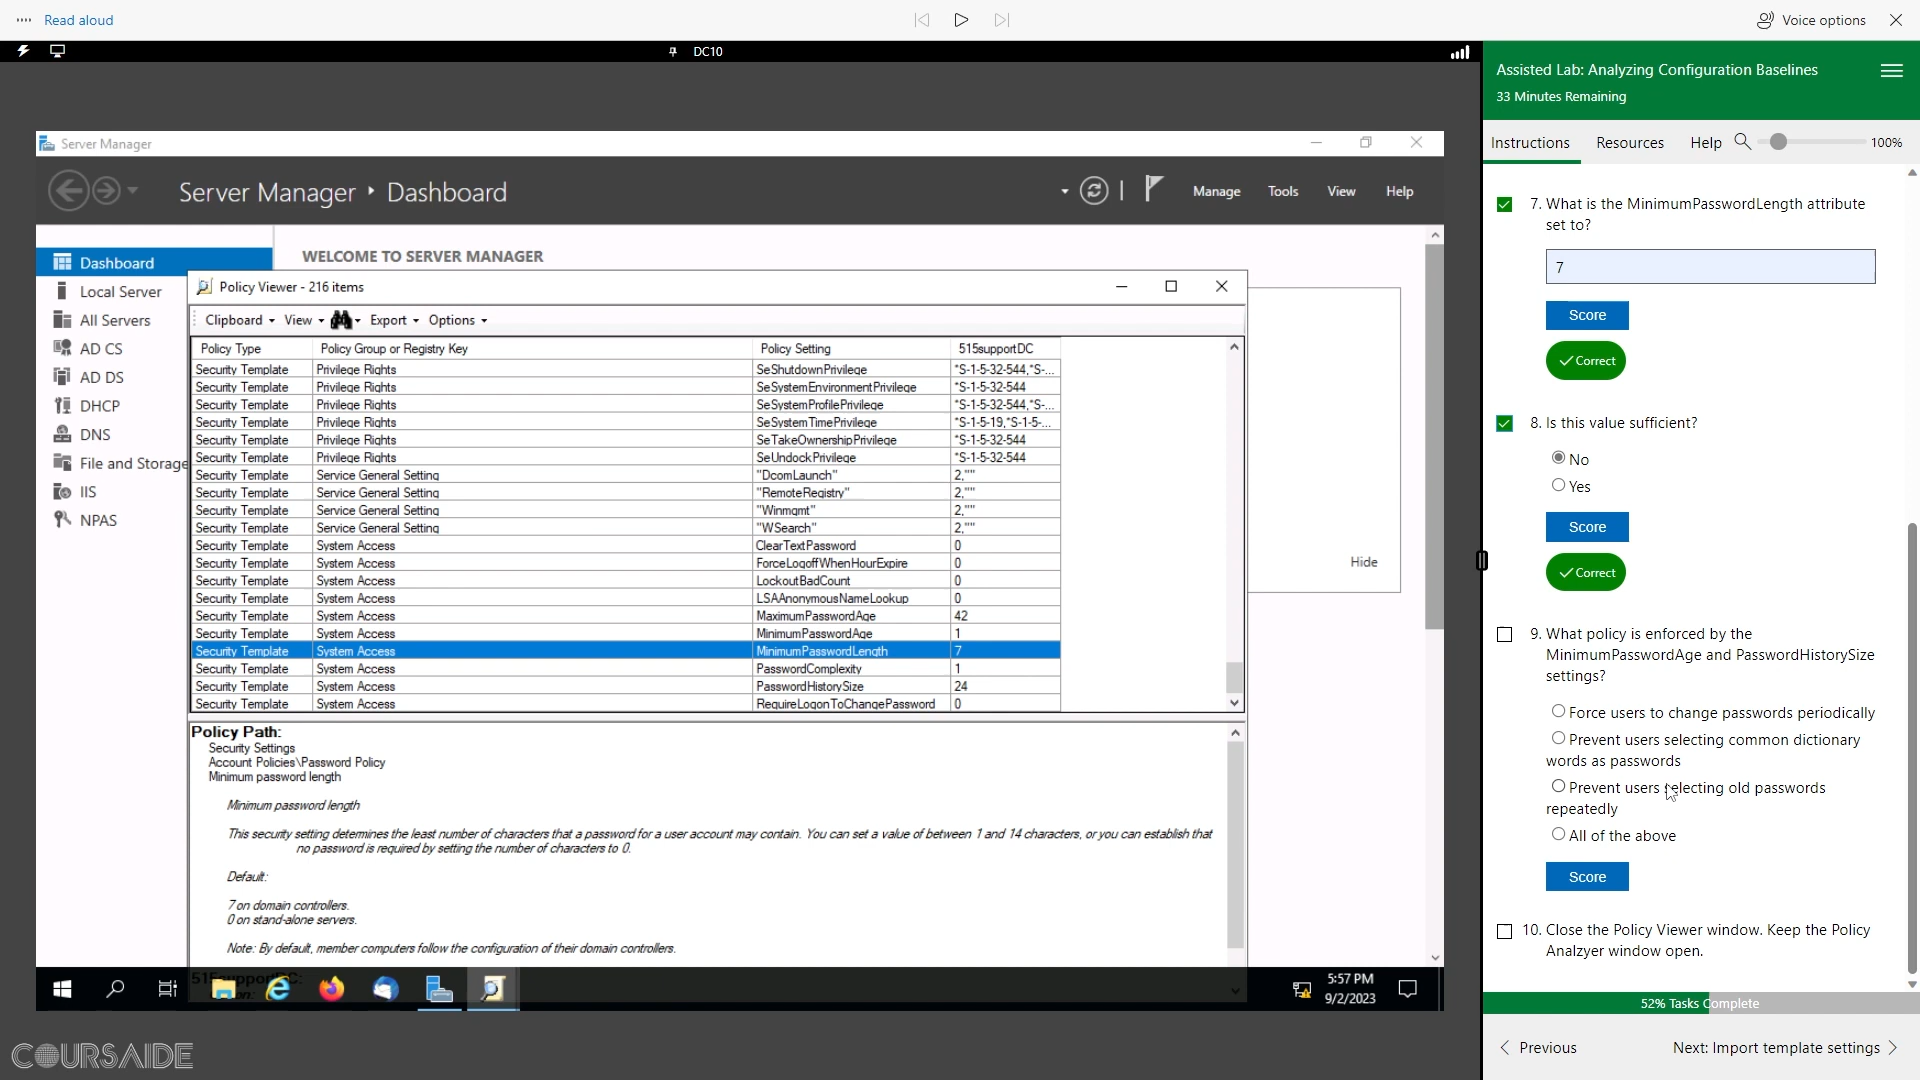 Read aloud
Voice options
DC10
Server Manager
Server Manager • Dashboard
Manage Tools View Help
Dashboard
Local Server
All Servers
AD CS
AD DS
DHCP
DNS
File and Storage
IIS
NPAS
WELCOME TO SERVER MANAGER
Hide
Policy Viewer - 216 items
Clipboard View Export Options
Policy Type Policy Group or Registry Key Policy Setting 515supportDC
Security Template Privilege Rights SeShutdownPrivilege *S-1-5-32-544,*S-...
Security Template Privilege Rights SeSystemEnvironmentPrivilege *S-1-5-32-544
Security Template Privilege Rights SeSystemProfilePrivilege *S-1-5-32-544,*S-...
Security Template Privilege Rights SeSystemTimePrivilege *S-1-5-19,*S-1-5-...
Security Template Privilege Rights SeTakeOwnershipPrivilege *S-1-5-32-544
Security Template Privilege Rights SeUndockPrivilege *S-1-5-32-544
Security Template Service General Setting "DcomLaunch" 2,""
Security Template Service General Setting "RemoteRegistry" 2,""
Security Template Service General Setting "Winmgmt" 2,""
Security Template Service General Setting "WSearch" 2,""
Security Template System Access ClearTextPassword 0
Security Template System Access ForceLogoffWhenHourExpire 0
Security Template System Access LockoutBadCount 0
Security Template System Access LSAAnonymousNameLookup 0
Security Template System Access MaximumPasswordAge 42
Security Template System Access MinimumPasswordAge 1
Security Template System Access MinimumPasswordLength 7
Security Template System Access PasswordComplexity 1
Security Template System Access PasswordHistorySize 24
Security Template System Access RequireLogonToChangePassword 0
Policy Path:
Security Settings
Account Policies\Password Policy
Minimum password length
Minimum password length
This security setting determines the least number of characters that a password for a user account may contain. You can set a value of between 1 and 14 characters, or you can establish that
no password is required by setting the number of characters to 0.
Default:
7 on domain controllers.
0 on stand-alone servers.
Note: By default, member computers follow the configuration of their domain controllers.
515supportDC:
5:57 PM
9/2/2023
COURSAIDE
Assisted Lab: Analyzing Configuration Baselines
33 Minutes Remaining
Instructions Resources Help 100%
7. What is the MinimumPasswordLength attribute
set to?
7
Score
Correct
8. Is this value sufficient?
No
Yes
Score
Correct
9. What policy is enforced by the
MinimumPasswordAge and PasswordHistorySize
settings?
Force users to change passwords periodically
Prevent users selecting common dictionary
words as passwords
Prevent users selecting old passwords
repeatedly
All of the above
Score
10. Close the Policy Viewer window. Keep the Policy
Analzyer window open.
52% Tasks Complete
Previous
Next: Import template settings